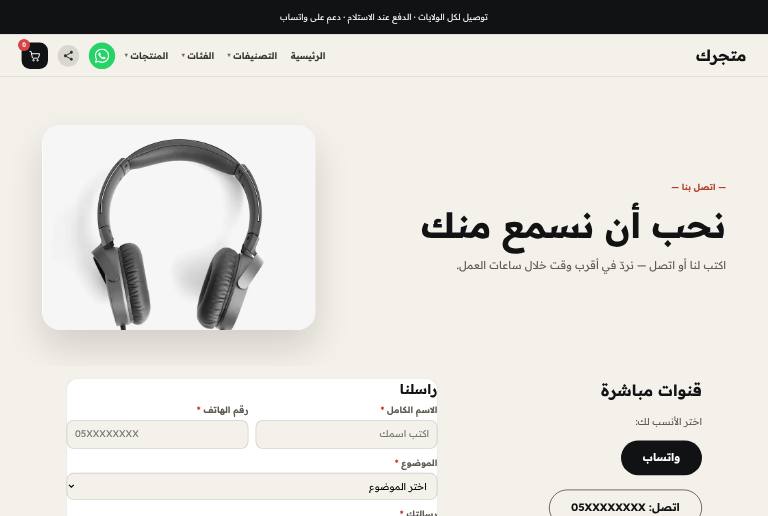 توصيل لكل الولايات · الدفع عند الاستلام · دعم على واتساب
متجرك
الرئيسية
التصنيفات
الفئات
المنتجات
0
— اتصل بنا —
نحب أن نسمع منك
اكتب لنا أو اتصل — نردّ في أقرب وقت خلال ساعات العمل.
قنوات مباشرة
اختر الأنسب لك:
واتساب
اتصل: 05XXXXXXXX
راسلنا
الاسم الكامل *
رقم الهاتف *
اكتب اسمك
05XXXXXXXX
الموضوع *
اختر الموضوع
رسالتك *